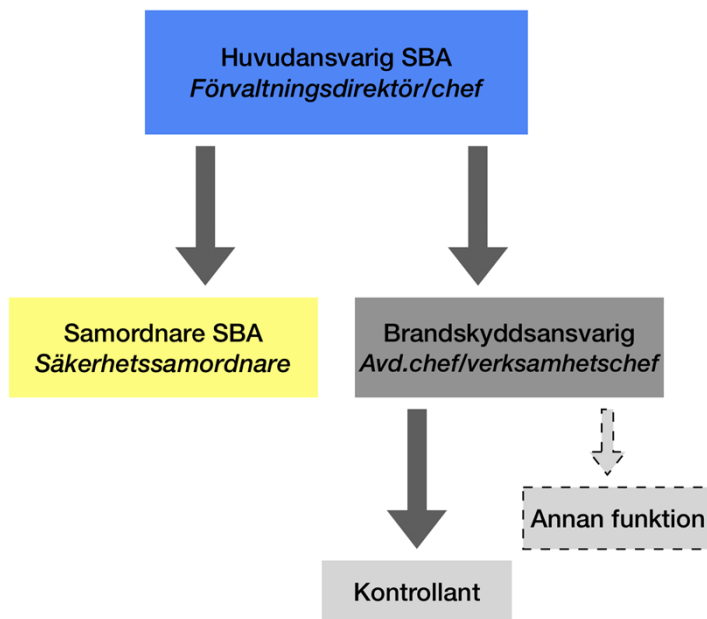 Huvudansvarig SBA
Förvaltningsdirektör/chef
Samordnare SBA
Säkerhetssamordnare
Brandskyddsansvarig
Avd.chef/verksamhetschef
Annan funktion
Kontrollant